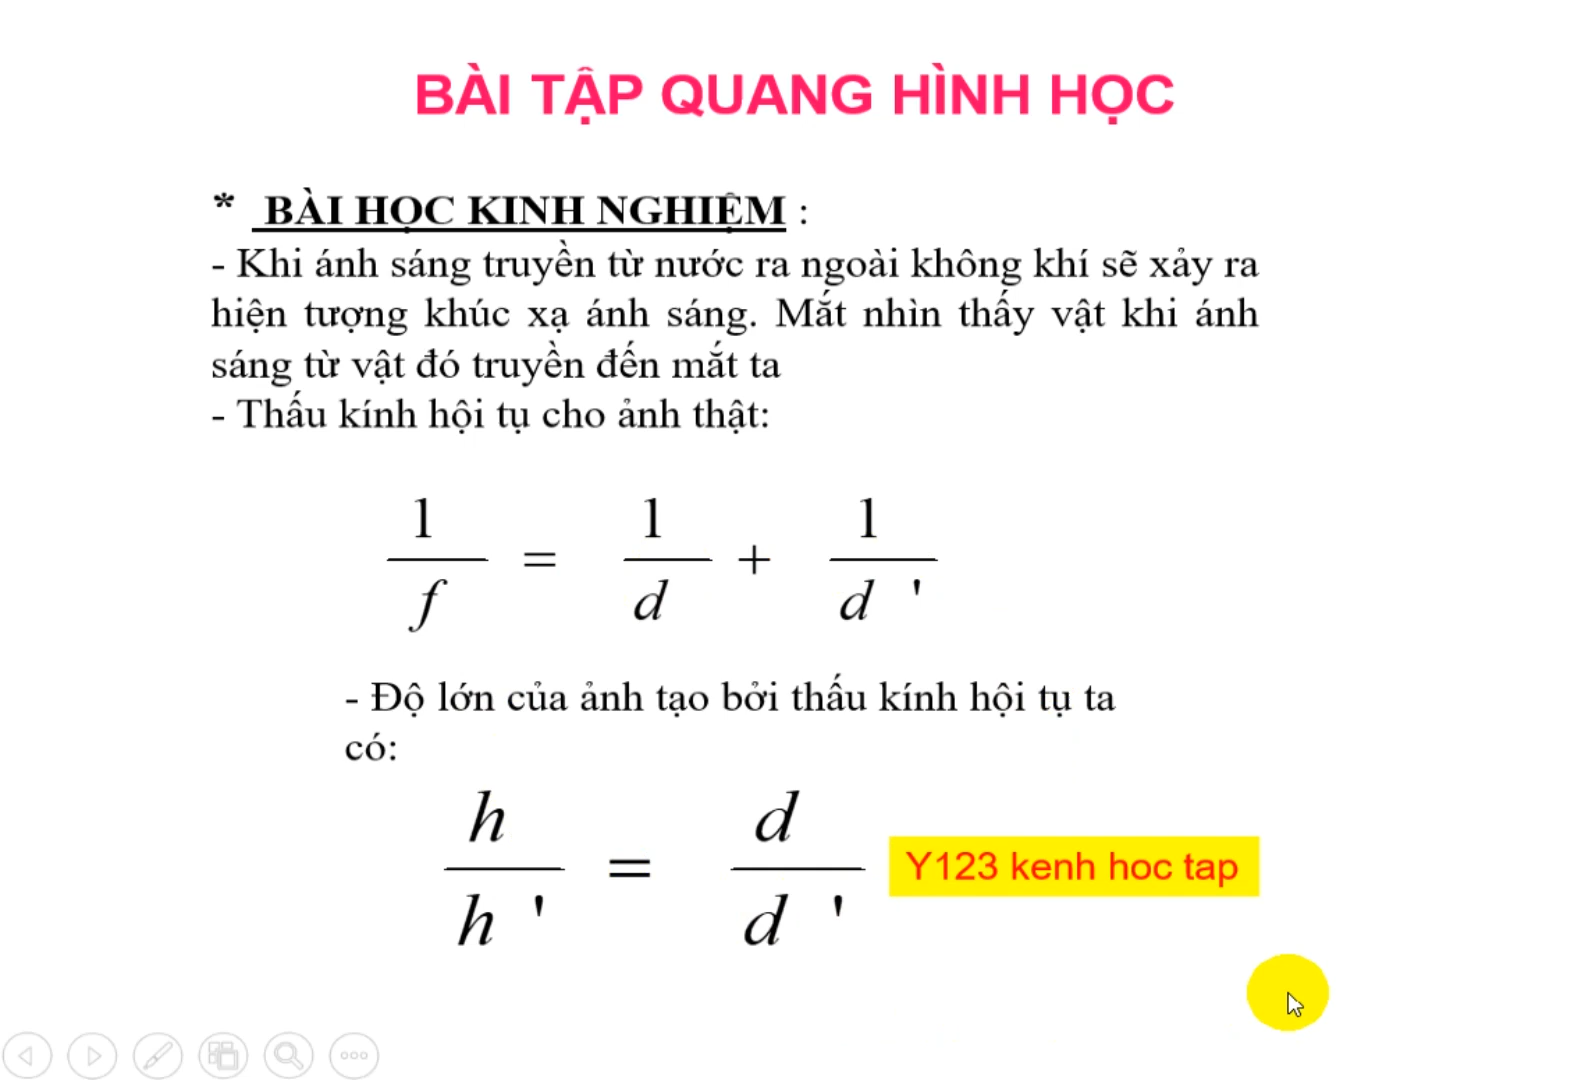 BÀI TẬP QUANG HÌNH HỌC
* BÀI HỌC KINH NGHIỆM :
- Khi ánh sáng truyền từ nước ra ngoài không khí sẽ xảy ra
hiện tượng khúc xạ ánh sáng. Mắt nhìn thấy vật khi ánh
sáng từ vật đó truyền đến mắt ta
- Thấu kính hội tụ cho ảnh thật:
1/f = 1/d + 1/d'
- Độ lớn của ảnh tạo bởi thấu kính hội tụ ta
có:
h/h' = d/d'
Y123 kenh hoc tap